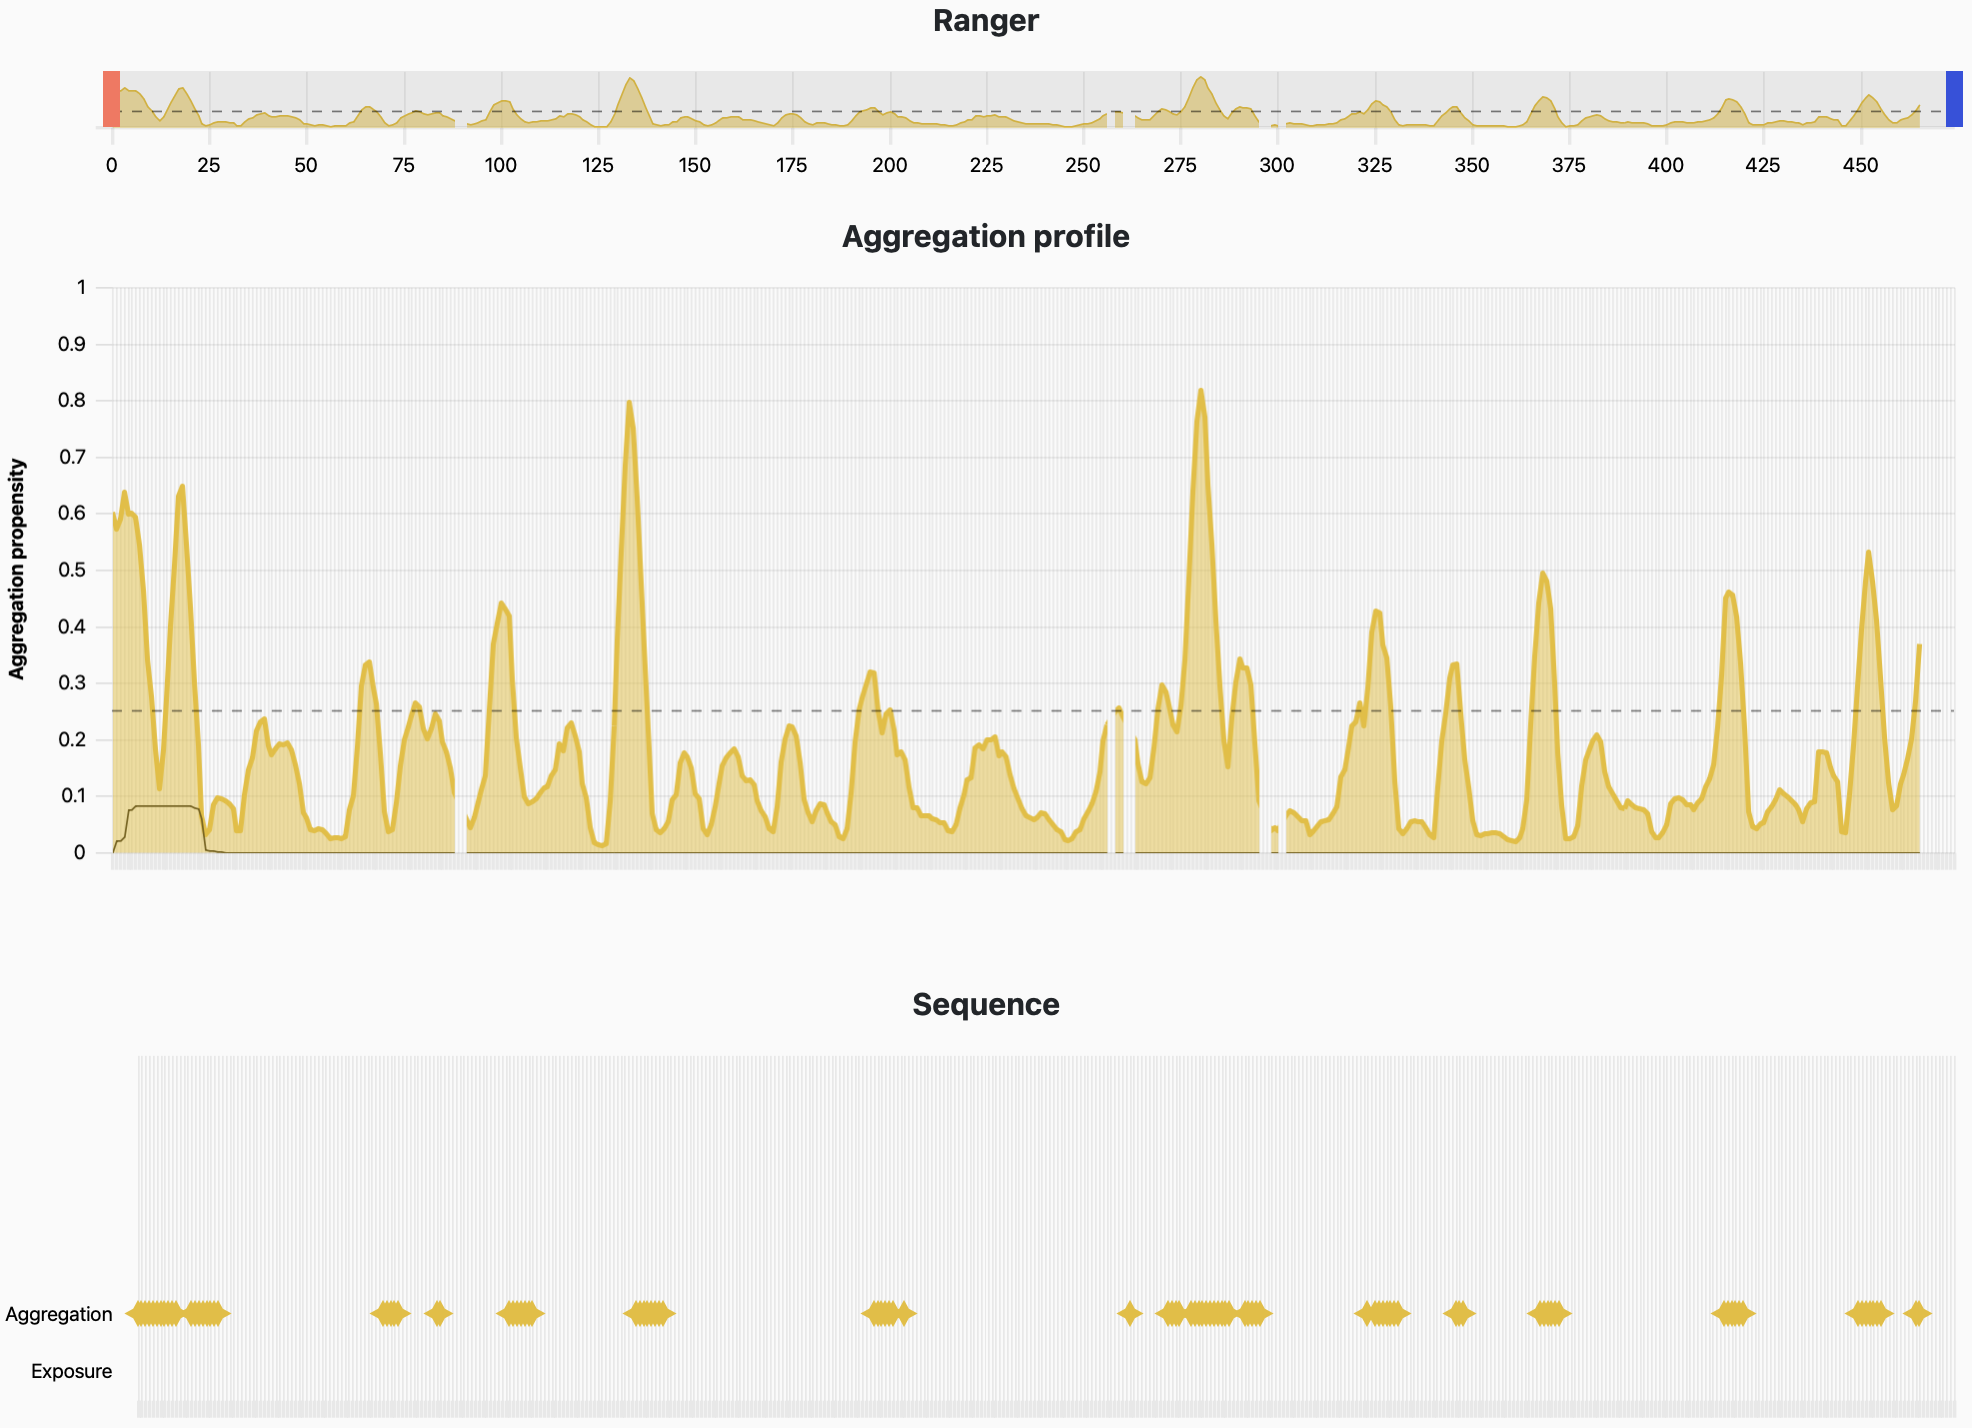 Ranger
0 25 50 75 100 125 150 175 200 225 250 275 300 325 350 375 400 425 450
Aggregation profile
Aggregation propensity
1
0.9
0.8
0.7
0.6
0.5
0.4
0.3
0.2
0.1
0
Sequence
Aggregation
Exposure